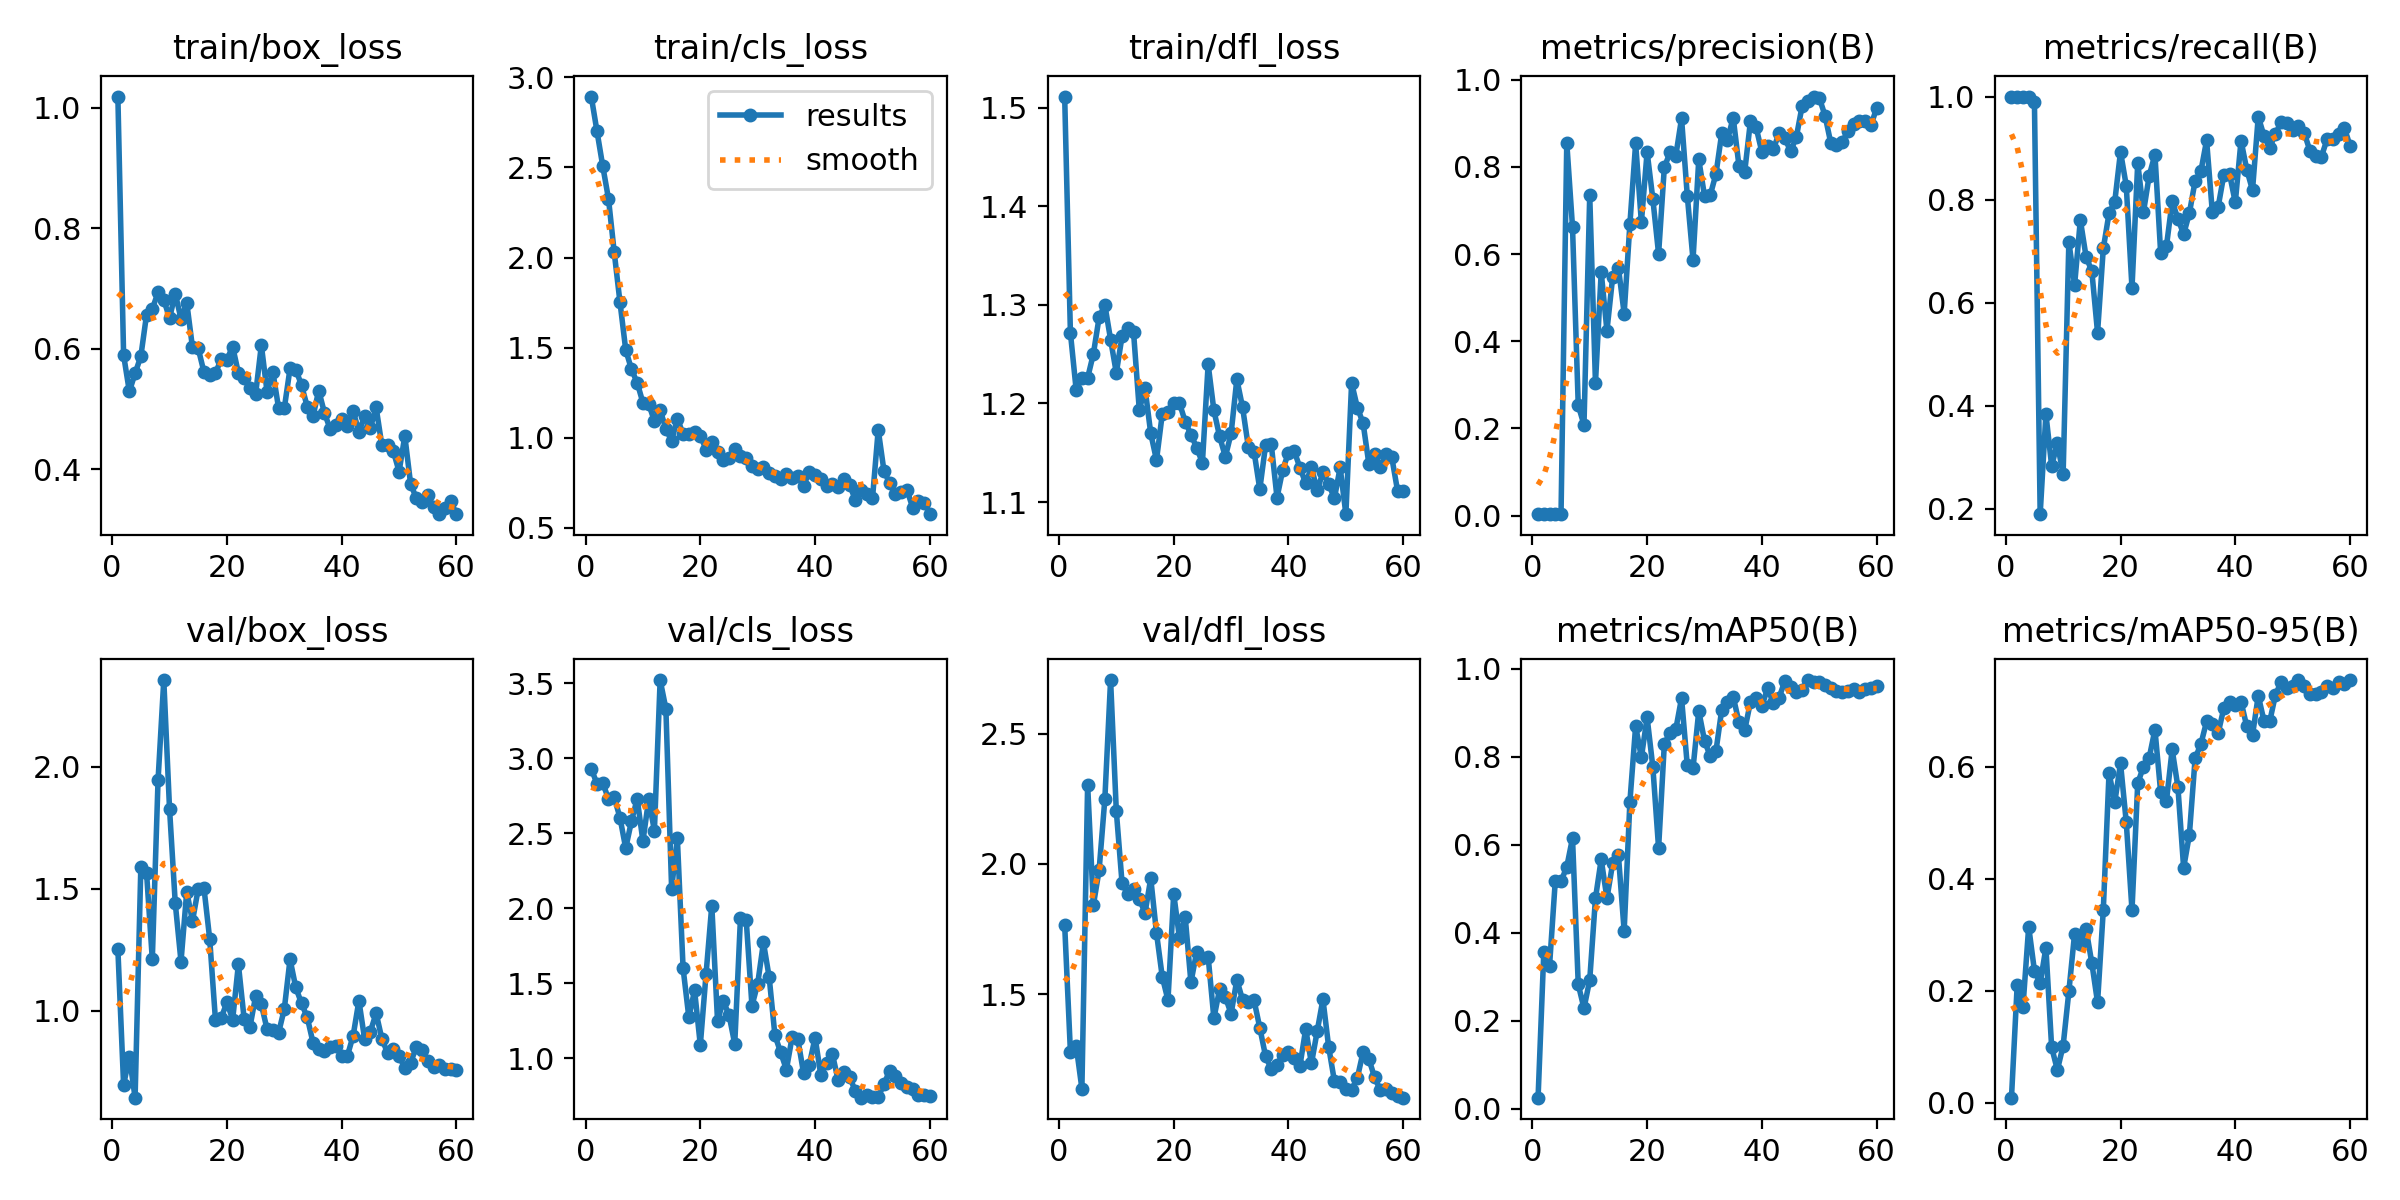 train/box_loss
train/cls_loss
train/dfl_loss
metrics/precision(B)
metrics/recall(B)
1.0
0.8
0.6
0.4
0 20 40 60
3.0
2.5
2.0
1.5
1.0
0.5
0 20 40 60
results
smooth
1.5
1.4
1.3
1.2
1.1
0 20 40 60
1.0
0.8
0.6
0.4
0.2
0.0
0 20 40 60
1.0
0.8
0.6
0.4
0.2
0 20 40 60
val/box_loss
val/cls_loss
val/dfl_loss
metrics/mAP50(B)
metrics/mAP50-95(B)
2.0
1.5
1.0
0 20 40 60
3.5
3.0
2.5
2.0
1.5
1.0
0 20 40 60
2.5
2.0
1.5
0 20 40 60
1.0
0.8
0.6
0.4
0.2
0.0
0 20 40 60
0.6
0.4
0.2
0.0
0 20 40 60